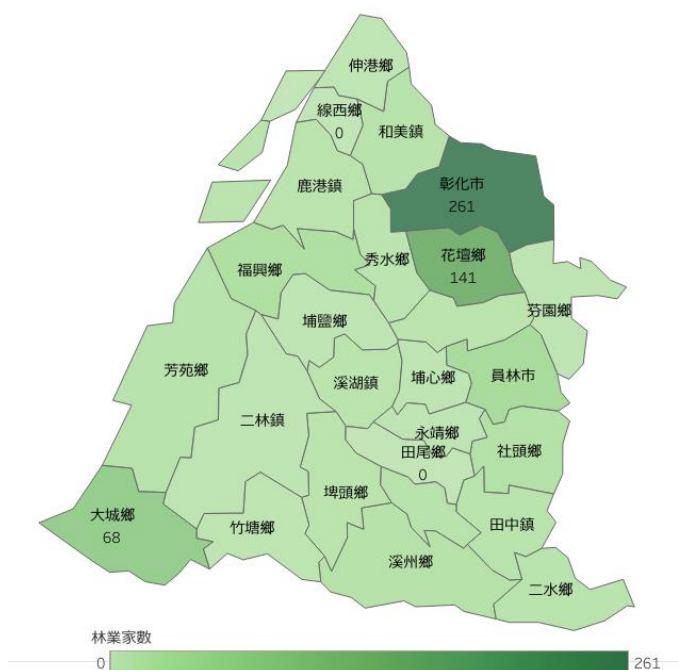 伸港鄉
線西鄉
0
和美鎮
鹿港鎮
彰化市
261
秀水鄉
花壇鄉
141
福興鄉
芬園鄉
埔鹽鄉
芳苑鄉
溪湖鎮
埔心鄉
員林市
二林鎮
永靖鄉
田尾鄉
0
社頭鄉
埤頭鄉
大城鄉
68
竹塘鄉
田中鎮
溪州鄉
二水鄉
林業家數
0 261